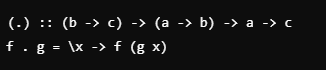 (.) :: (b -> c) -> (a -> b) -> a -> c
f . g = \x -> f (g x)